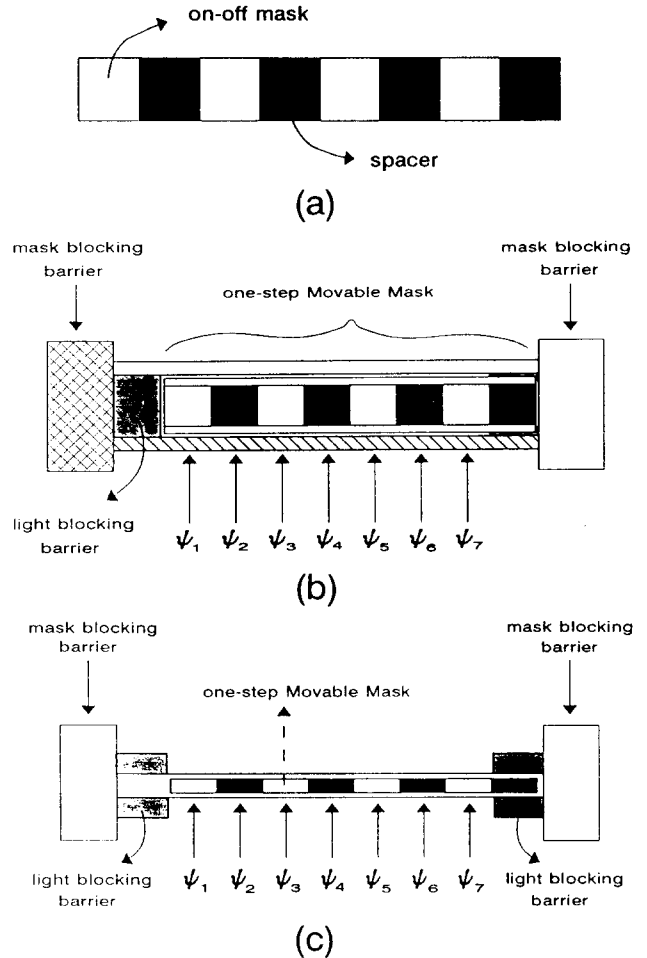 on-off mask
spacer
(a)
mask blocking
barrier
mask blocking
barrier
one-step Movable Mask
light blocking
barrier
ψ1 ψ2 ψ3 ψ4 ψ5 ψ6 ψ7
(b)
mask blocking
barrier
mask blocking
barrier
one-step Movable Mask
light blocking
barrier
ψ1 ψ2 ψ3 ψ4 ψ5 ψ6 ψ7
light blocking
barrier
(c)